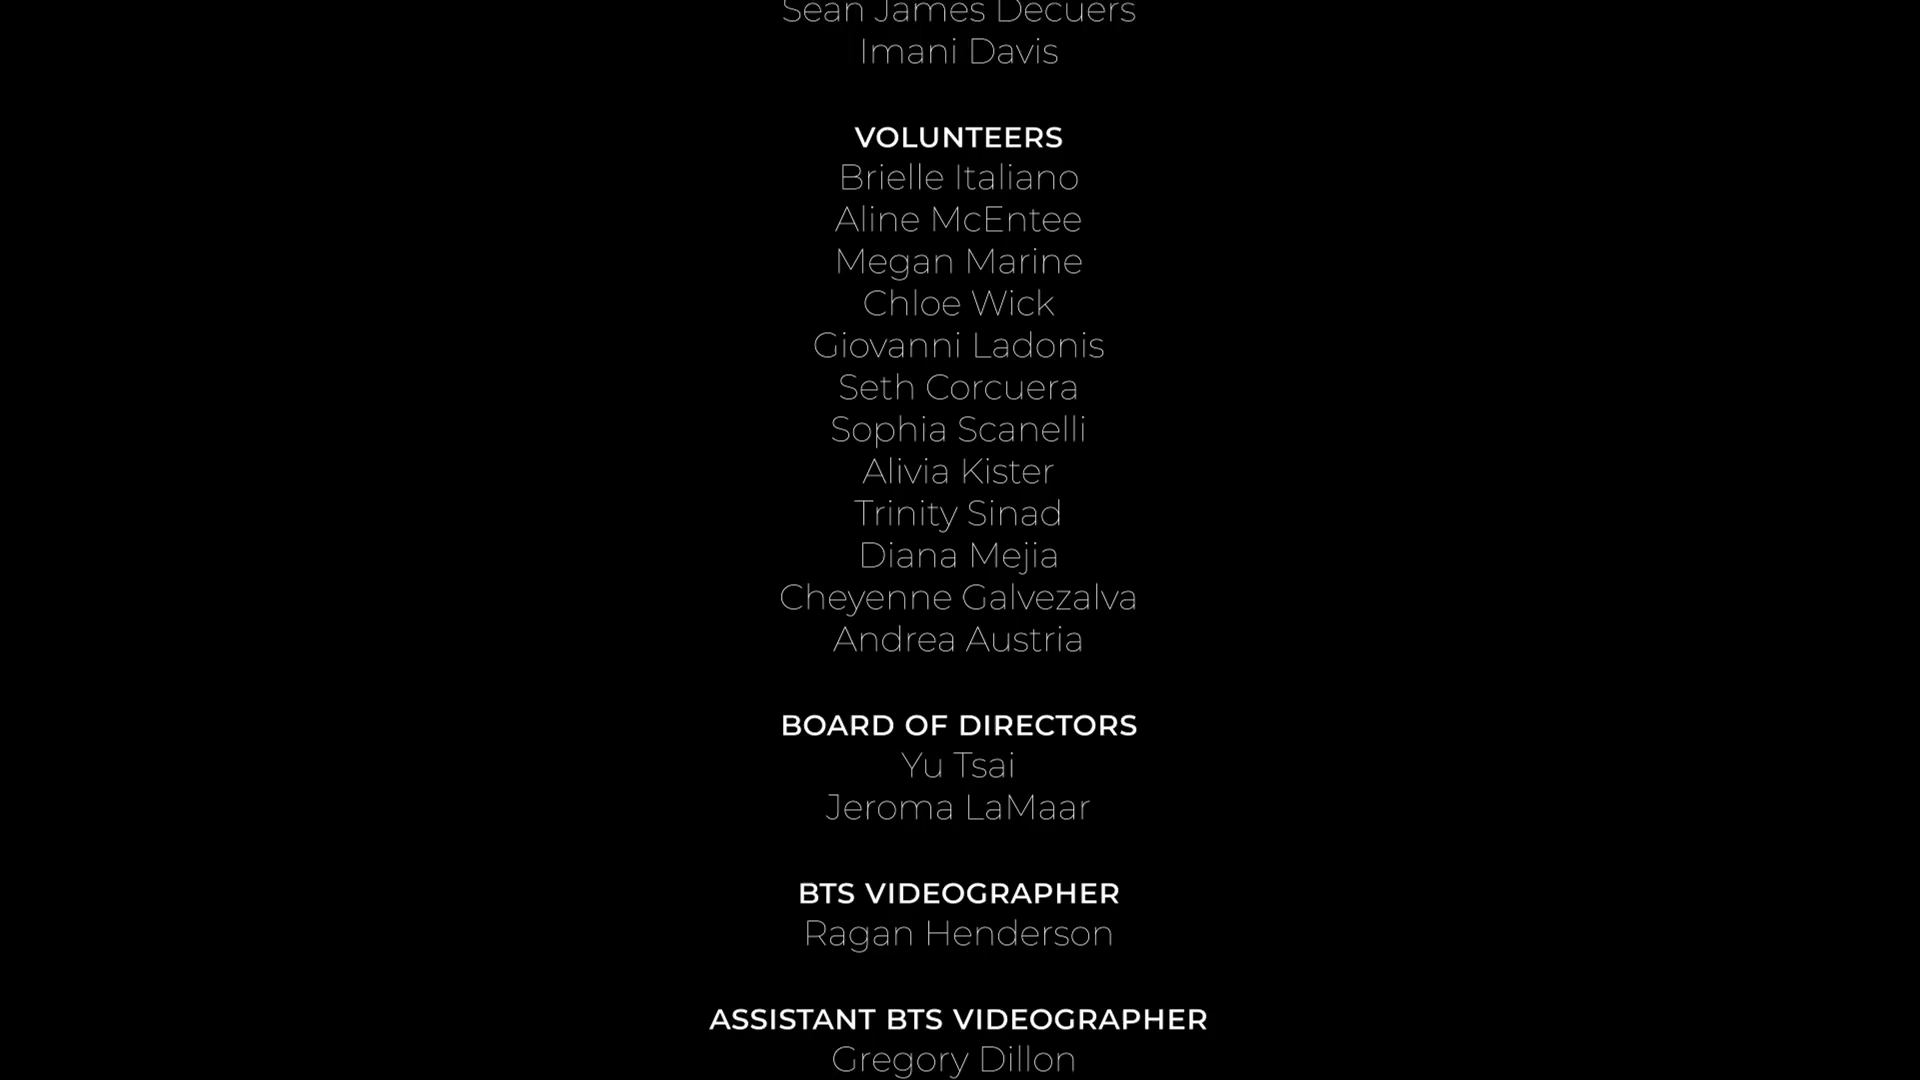 Sean James Decuers
Imani Davis
VOLUNTEERS
Brielle Italiano
Aline McEntee
Megan Marine
Chloe Wick
Giovanni Ladonis
Seth Corcuera
Sophia Scanelli
Alivia Kister
Trinity Sinad
Diana Mejia
Cheyenne Galvezalva
Andrea Austria
BOARD OF DIRECTORS
Yu Tsai
Jeroma LaMaar
BTS VIDEOGRAPHER
Ragan Henderson
ASSISTANT BTS VIDEOGRAPHER
Gregory Dillon